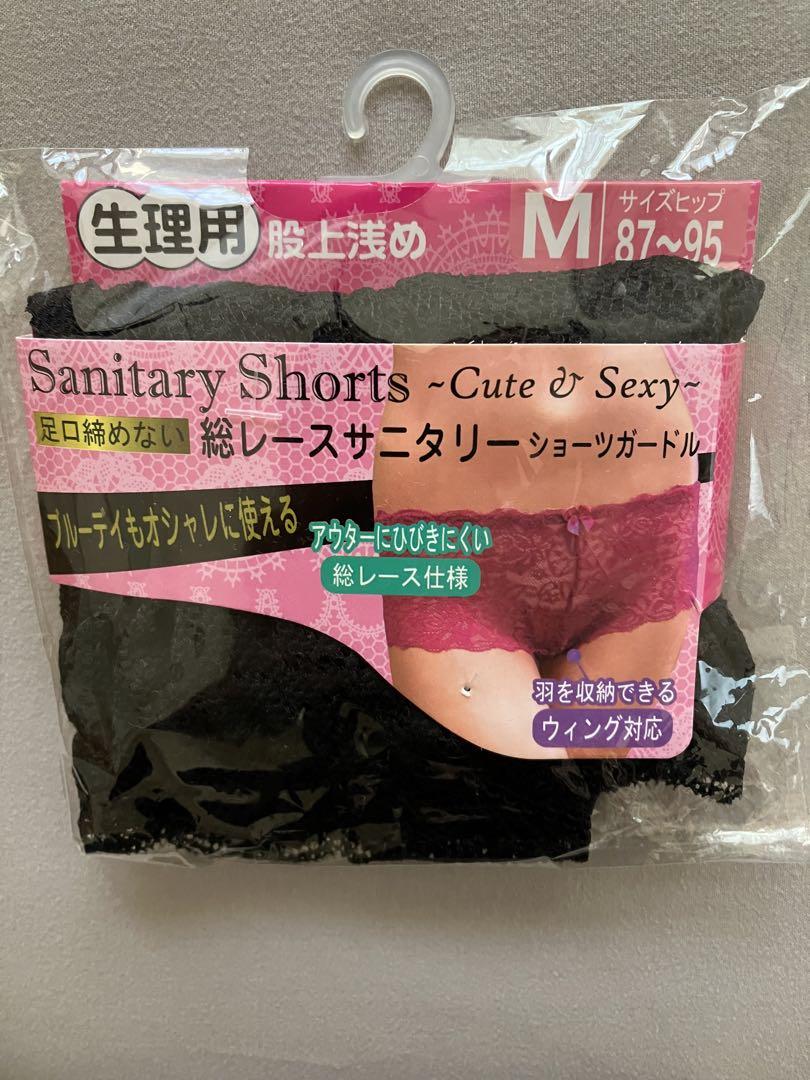 生理用 股上浅め M サイズヒップ
87～95
Sanitary Shorts ~Cute & Sexy~
足口締めない 総レースサニタリーショーツガードル
ブルーデイもオシャレに使える
アウターにひびきにくい
総レース仕様
羽を収納できる
ウィング対応